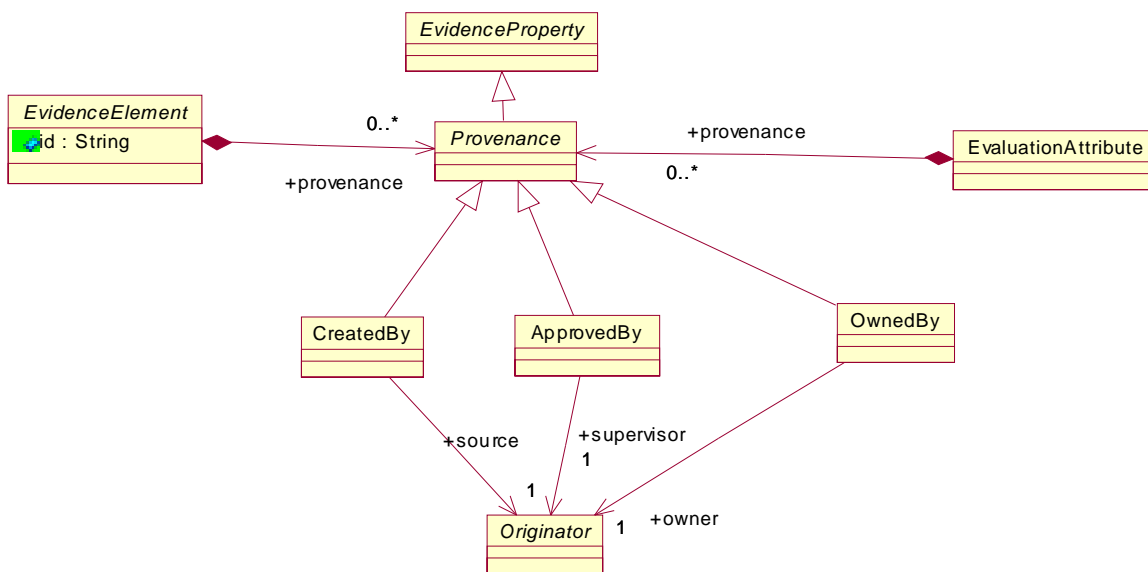 EvidenceProperty
EvidenceElement
id : String
0..*
+provenance
Provenance
+provenance
0..*
EvaluationAttribute
CreatedBy
ApprovedBy
OwnedBy
+source
1
+supervisor
1
1
+owner
Originator